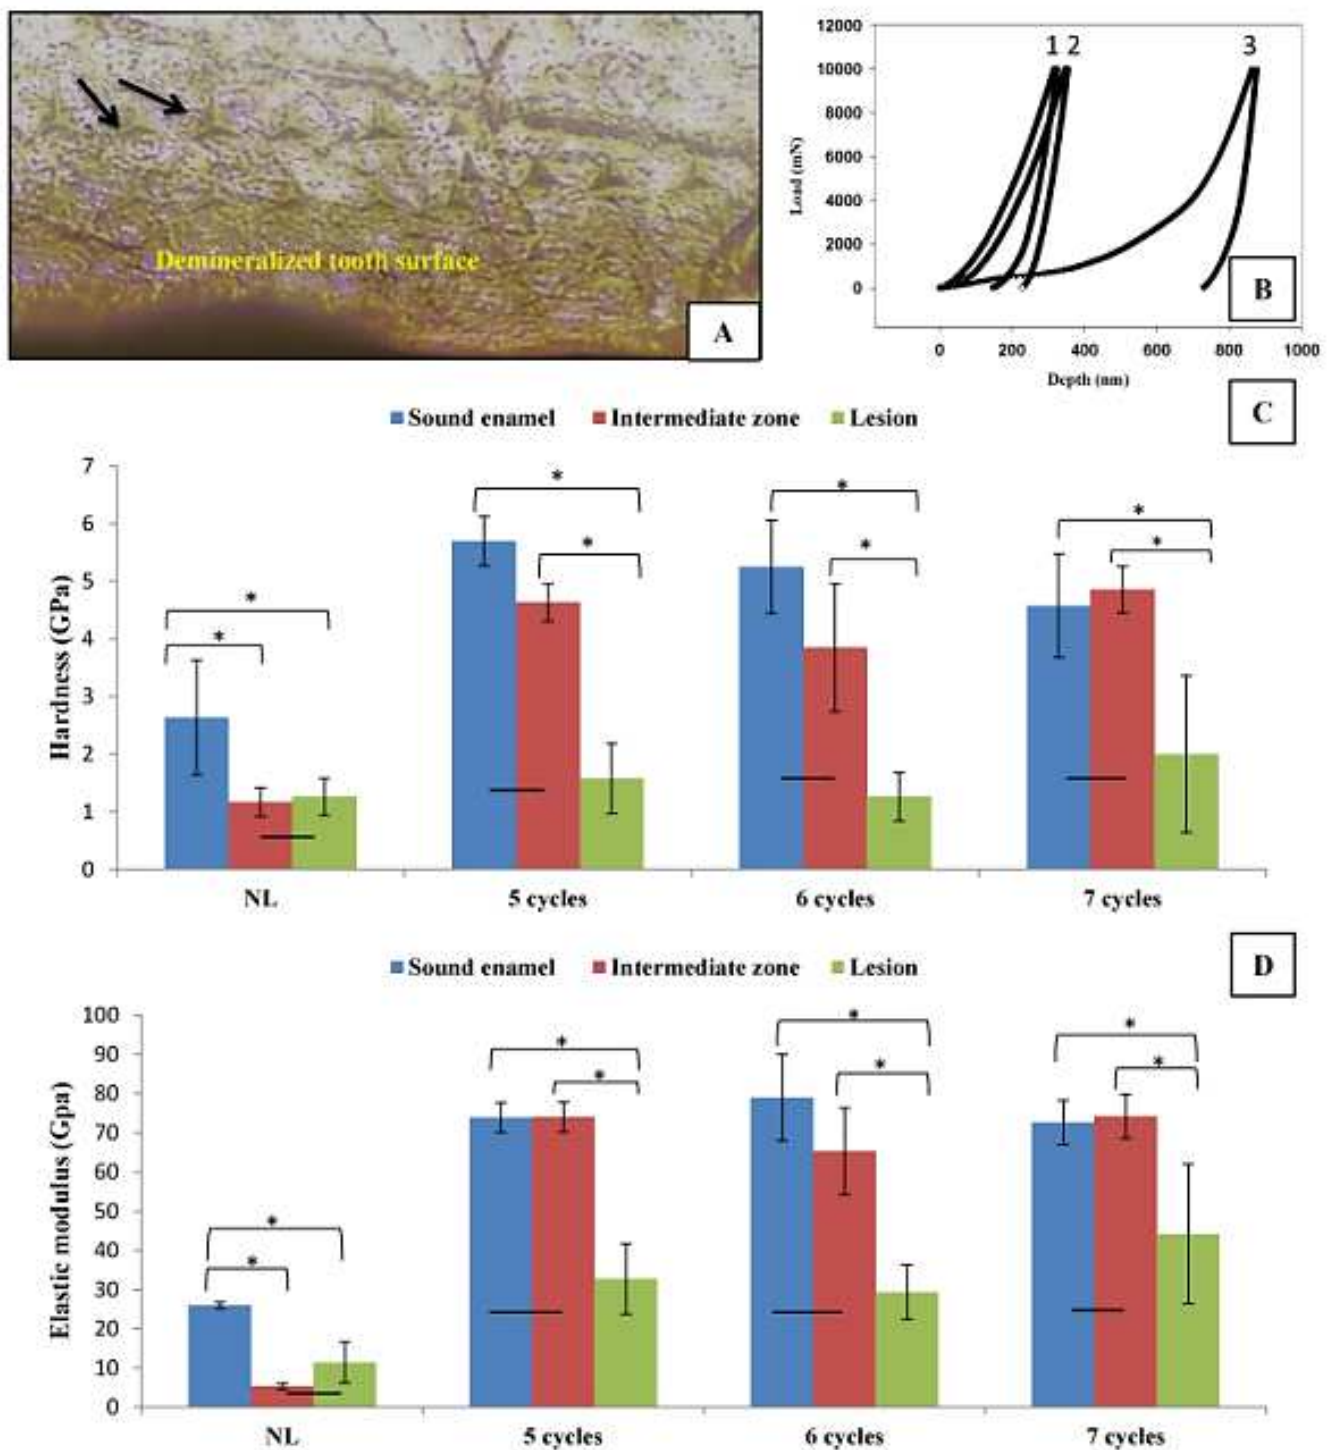 Demineralized tooth surface
A
12000
10000
8000
6000
4000
2000
0
Load (mN)
1 2 3
0 200 400 600 800 1000
Depth (nm)
B
C
Sound enamel Intermediate zone Lesion
7
6
5
4
3
2
1
0
Hardness (GPa)
* *
* *
* *
* *
NL 5 cycles 6 cycles 7 cycles
D
Sound enamel Intermediate zone Lesion
100
90
80
70
60
50
40
30
20
10
0
Elastic modulus (Gpa)
* *
* *
* *
* *
NL 5 cycles 6 cycles 7 cycles